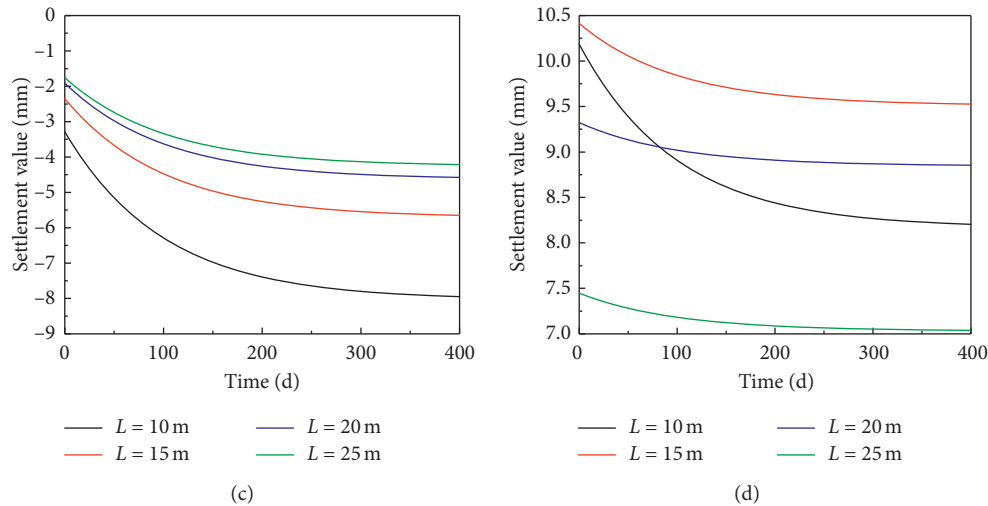 0
−1
−2
−3
−4
−5
−6
−7
−8
−9
Settlement value (mm)
0 100 200 300 400
Time (d)
L = 10 m L = 20 m
L = 15 m L = 25 m
(c)
10.5
10.0
9.5
9.0
8.5
8.0
7.5
7.0
Settlement value (mm)
0 100 200 300 400
Time (d)
L = 10 m L = 20 m
L = 15 m L = 25 m
(d)